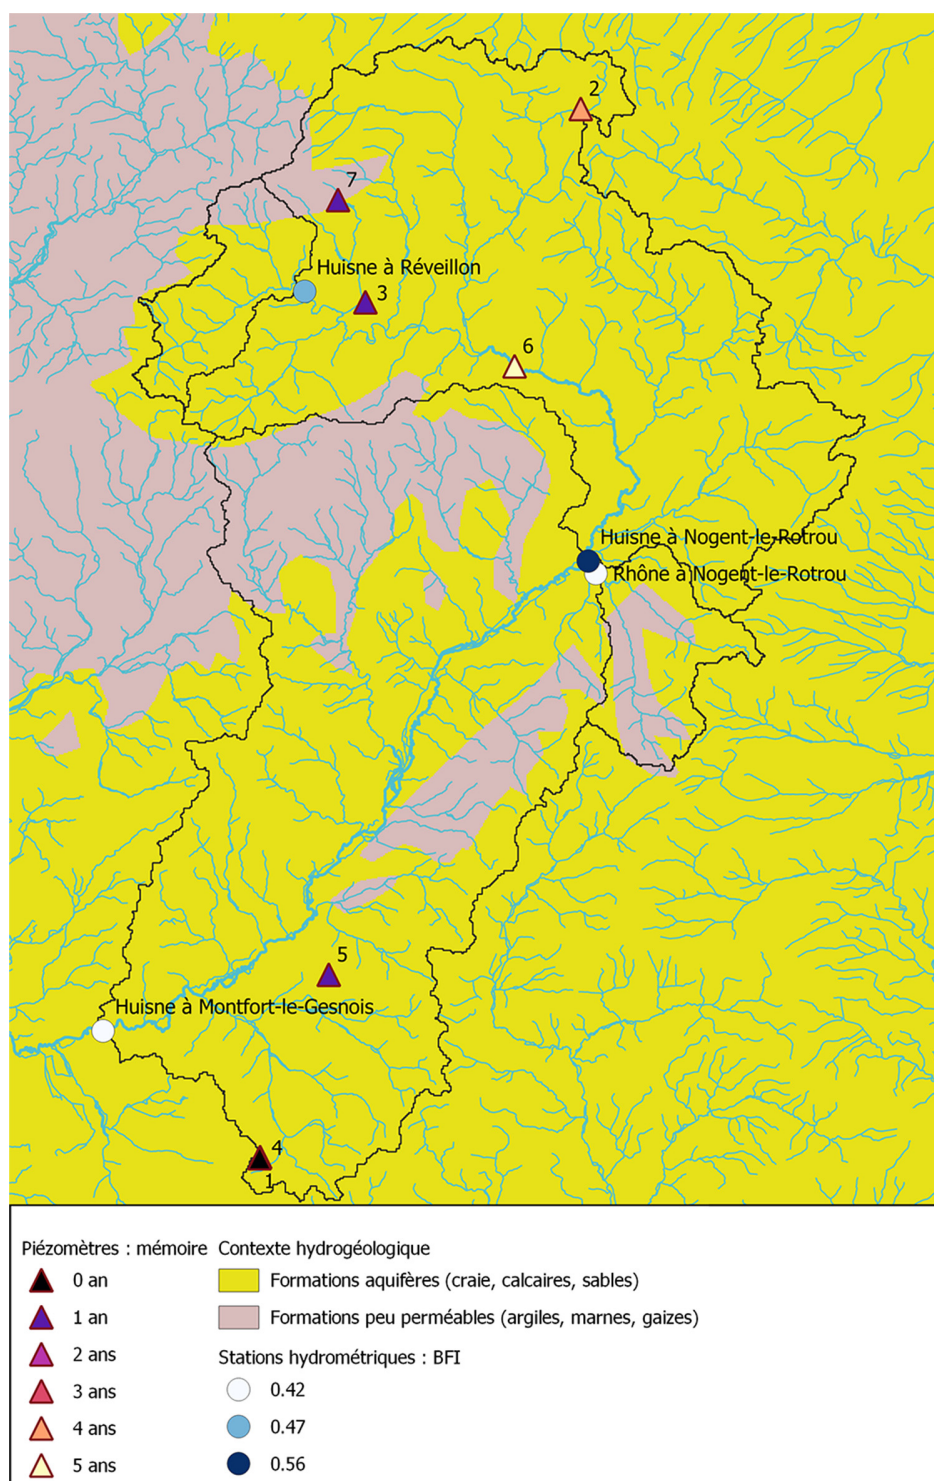 2
7
Huisne à Réveillon
3
6
Huisne à Nogent-le-Rotrou
Rhône à Nogent-le-Rotrou
5
Huisne à Montfort-le-Gesnois
4
1
Piézomètres : mémoire
0 an
1 an
2 ans
3 ans
4 ans
5 ans
Contexte hydrogéologique
Formations aquifères (craie, calcaires, sables)
Formations peu perméables (argiles, marnes, gaizes)
Stations hydrométriques : BFI
0.42
0.47
0.56